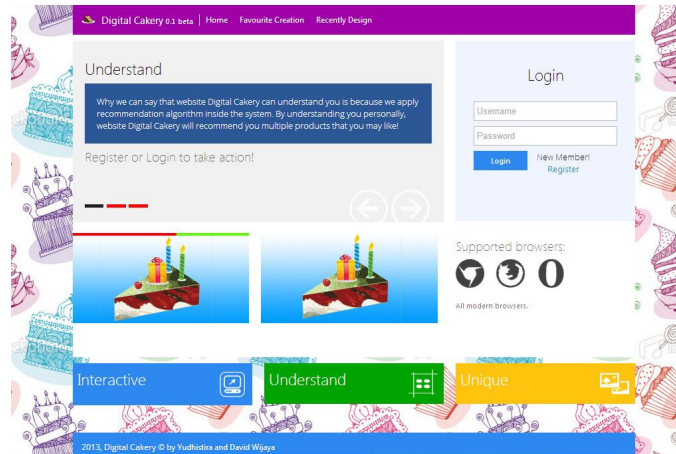 Digital Cakery 0.1 beta Home Favourite Creation Recently Design
Understand
Why we can say that website Digital Cakery can understand you is because we apply
recommendation algorithm inside the system. By understanding you personally,
website Digital Cakery will recommend you multiple products that you may like!
Register or Login to take action!
Login
Username
Password
Login
New Member!
Register
Supported browsers:
All modern browsers.
Interactive
Understand
Unique
2013, Digital Cakery © by Yudhistira and David Wijaya